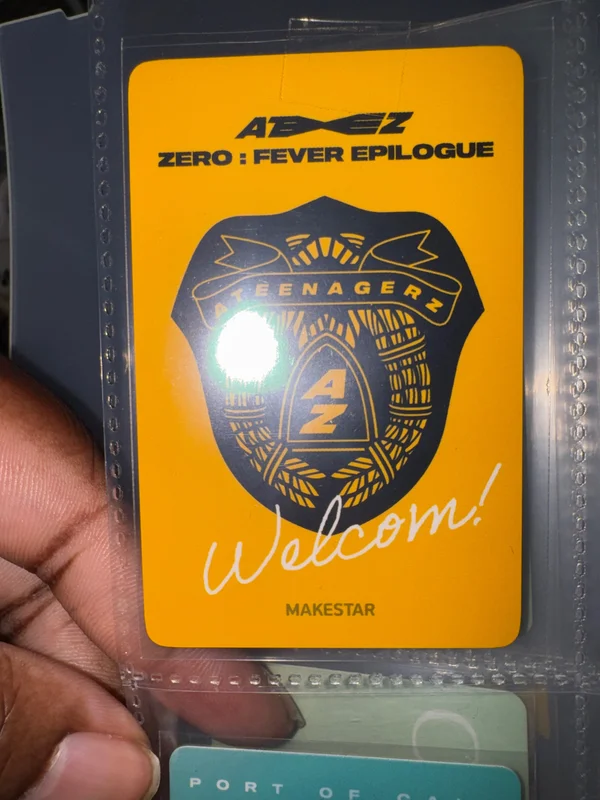 ATEEZ
ZERO : FEVER EPILOGUE
ATEENAGERZ
AZ
Welcom!
MAKESTAR
PORT OF